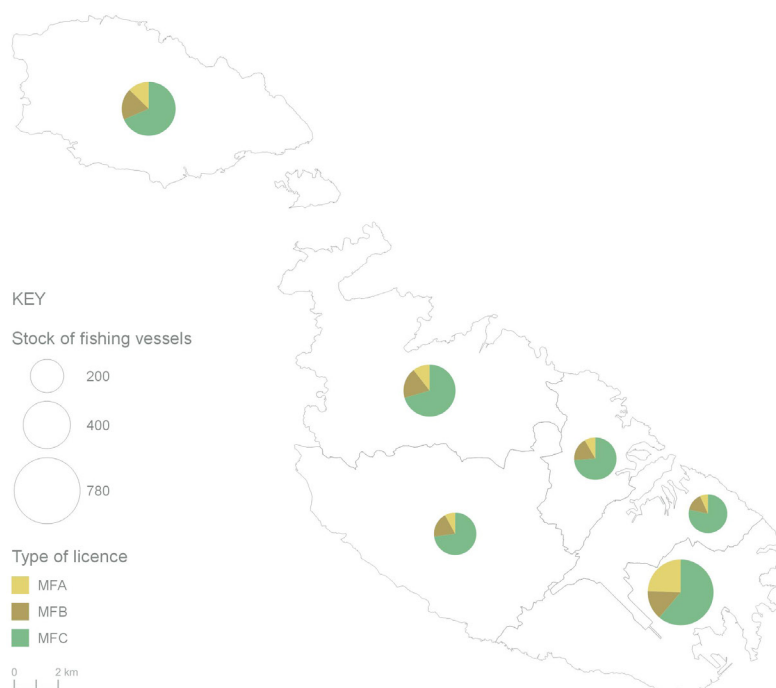 KEY
Stock of fishing vessels
200
400
780
Type of licence
MFA
MFB
MFC
0 2 km